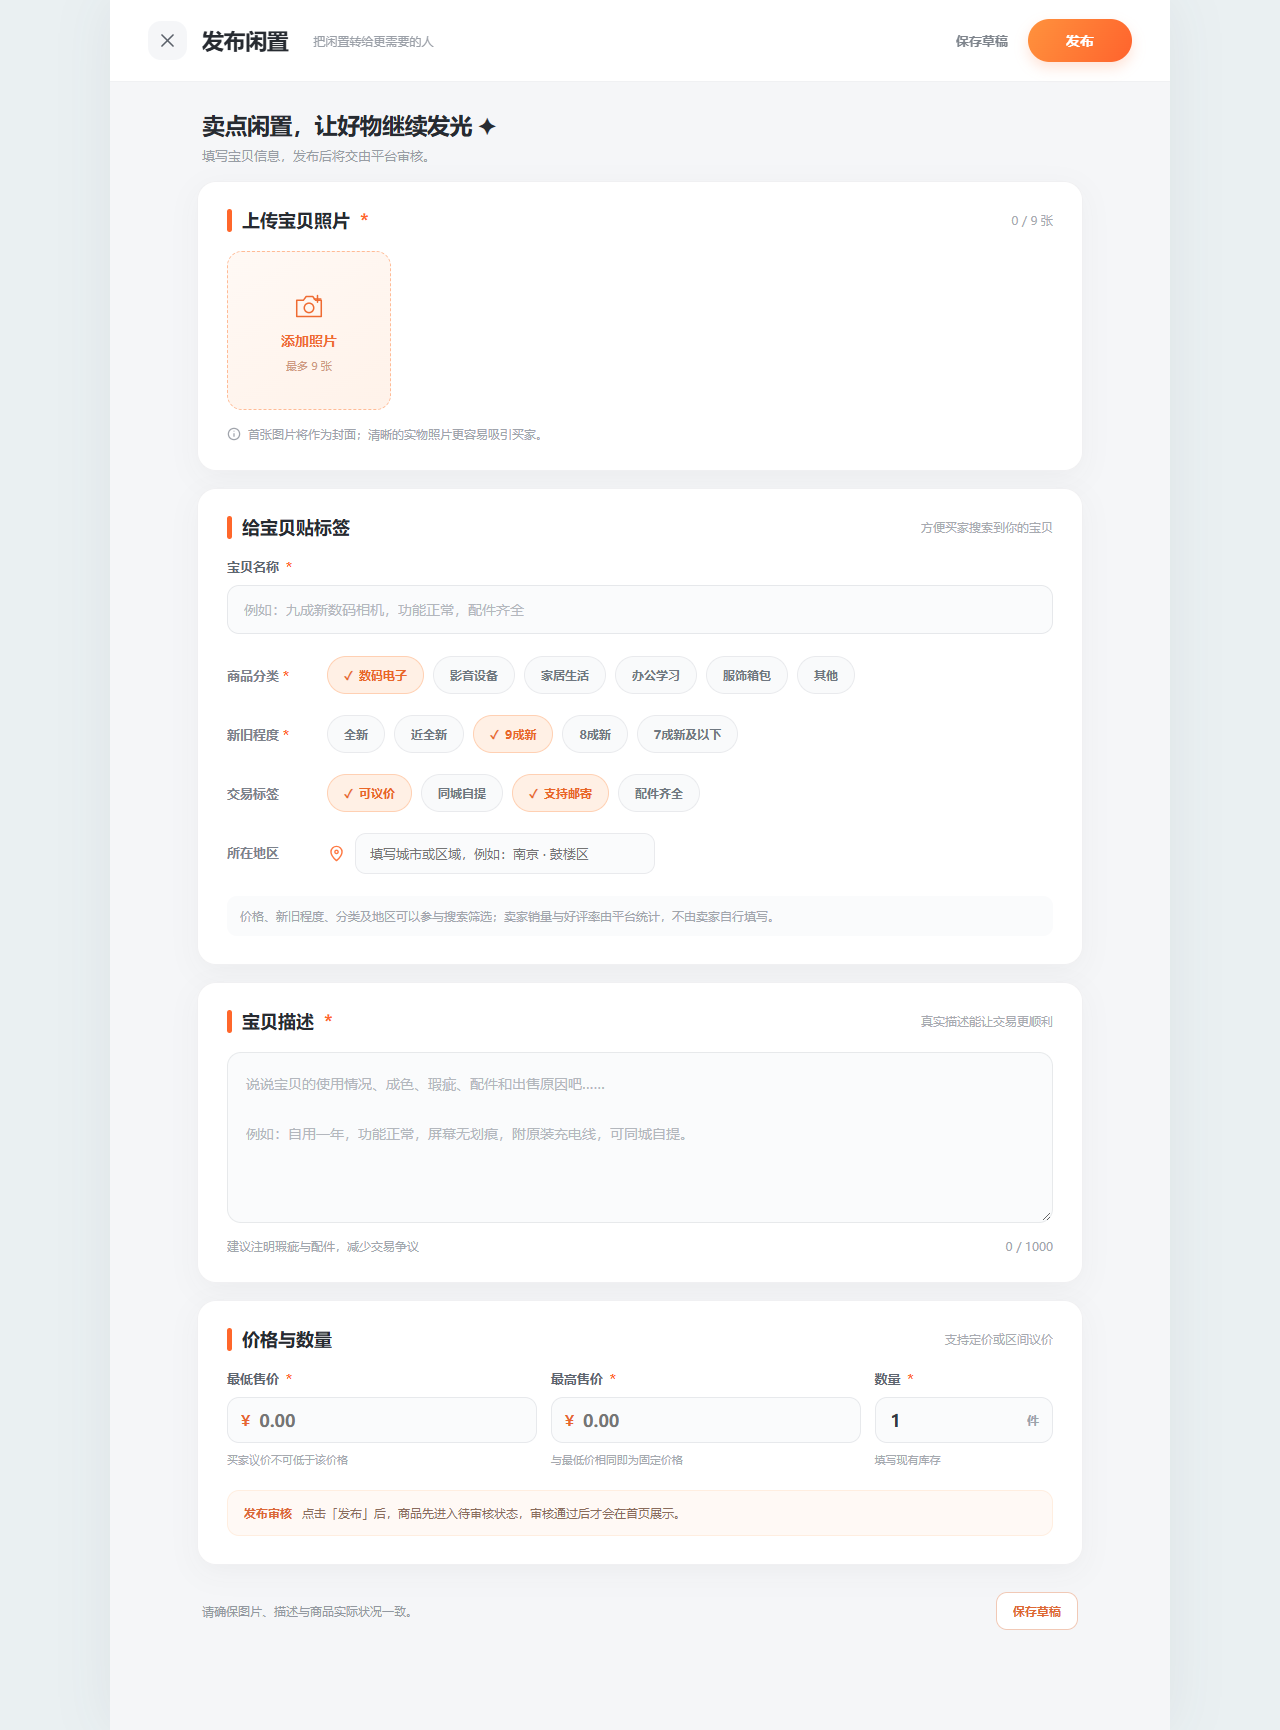 发布闲置 把闲置转给更需要的人 保存草稿 发布
卖点闲置，让好物继续发光 ✦
填写宝贝信息，发布后将交由平台审核。
上传宝贝照片 * 0 / 9 张
添加照片
最多 9 张
首张图片将作为封面；清晰的实物照片更容易吸引买家。
给宝贝贴标签 方便买家搜索到你的宝贝
宝贝名称 *
例如：九成新数码相机，功能正常，配件齐全
商品分类 * ✓ 数码电子 影音设备 家居生活 办公学习 服饰箱包 其他
新旧程度 * 全新 近全新 ✓ 9成新 8成新 7成新及以下
交易标签 ✓ 可议价 同城自提 ✓ 支持邮寄 配件齐全
所在地区 填写城市或区域，例如：南京 · 鼓楼区
价格、新旧程度、分类及地区可以参与搜索筛选；卖家销量与好评率由平台统计，不由卖家自行填写。
宝贝描述 * 真实描述能让交易更顺利
说说宝贝的使用情况、成色、瑕疵、配件和出售原因吧……
例如：自用一年，功能正常，屏幕无划痕，附原装充电线，可同城自提。
建议注明瑕疵与配件，减少交易争议 0 / 1000
价格与数量 支持定价或区间议价
最低售价 * 最高售价 * 数量 *
¥ 0.00 ¥ 0.00 1 件
买家议价不可低于该价格 与最低价相同即为固定价格 填写现有库存
发布审核 点击「发布」后，商品先进入待审核状态，审核通过后才会在首页展示。
请确保图片、描述与商品实际状况一致。 保存草稿